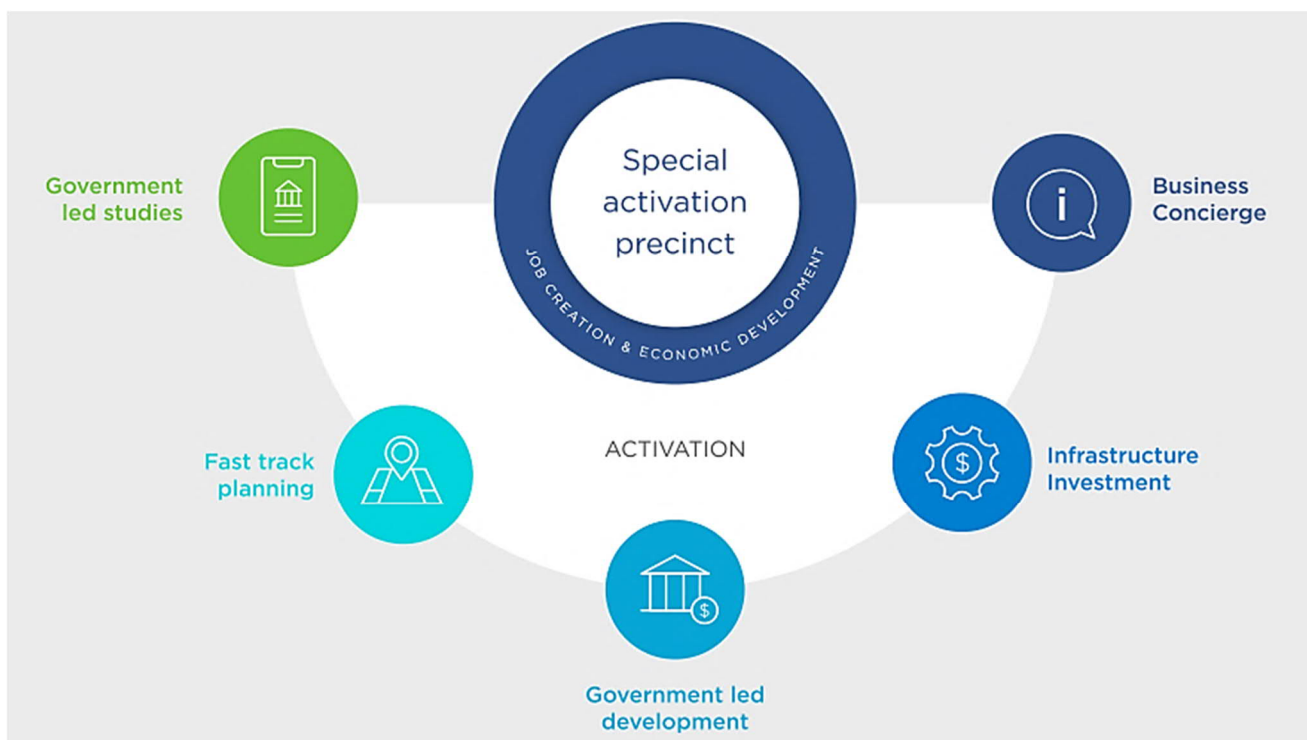 Special
activation
precinct
JOB CREATION & ECONOMIC DEVELOPMENT
Government
led studies
Business
Concierge
ACTIVATION
Fast track
planning
$
Infrastructure
Investment
$
Government led
development
i